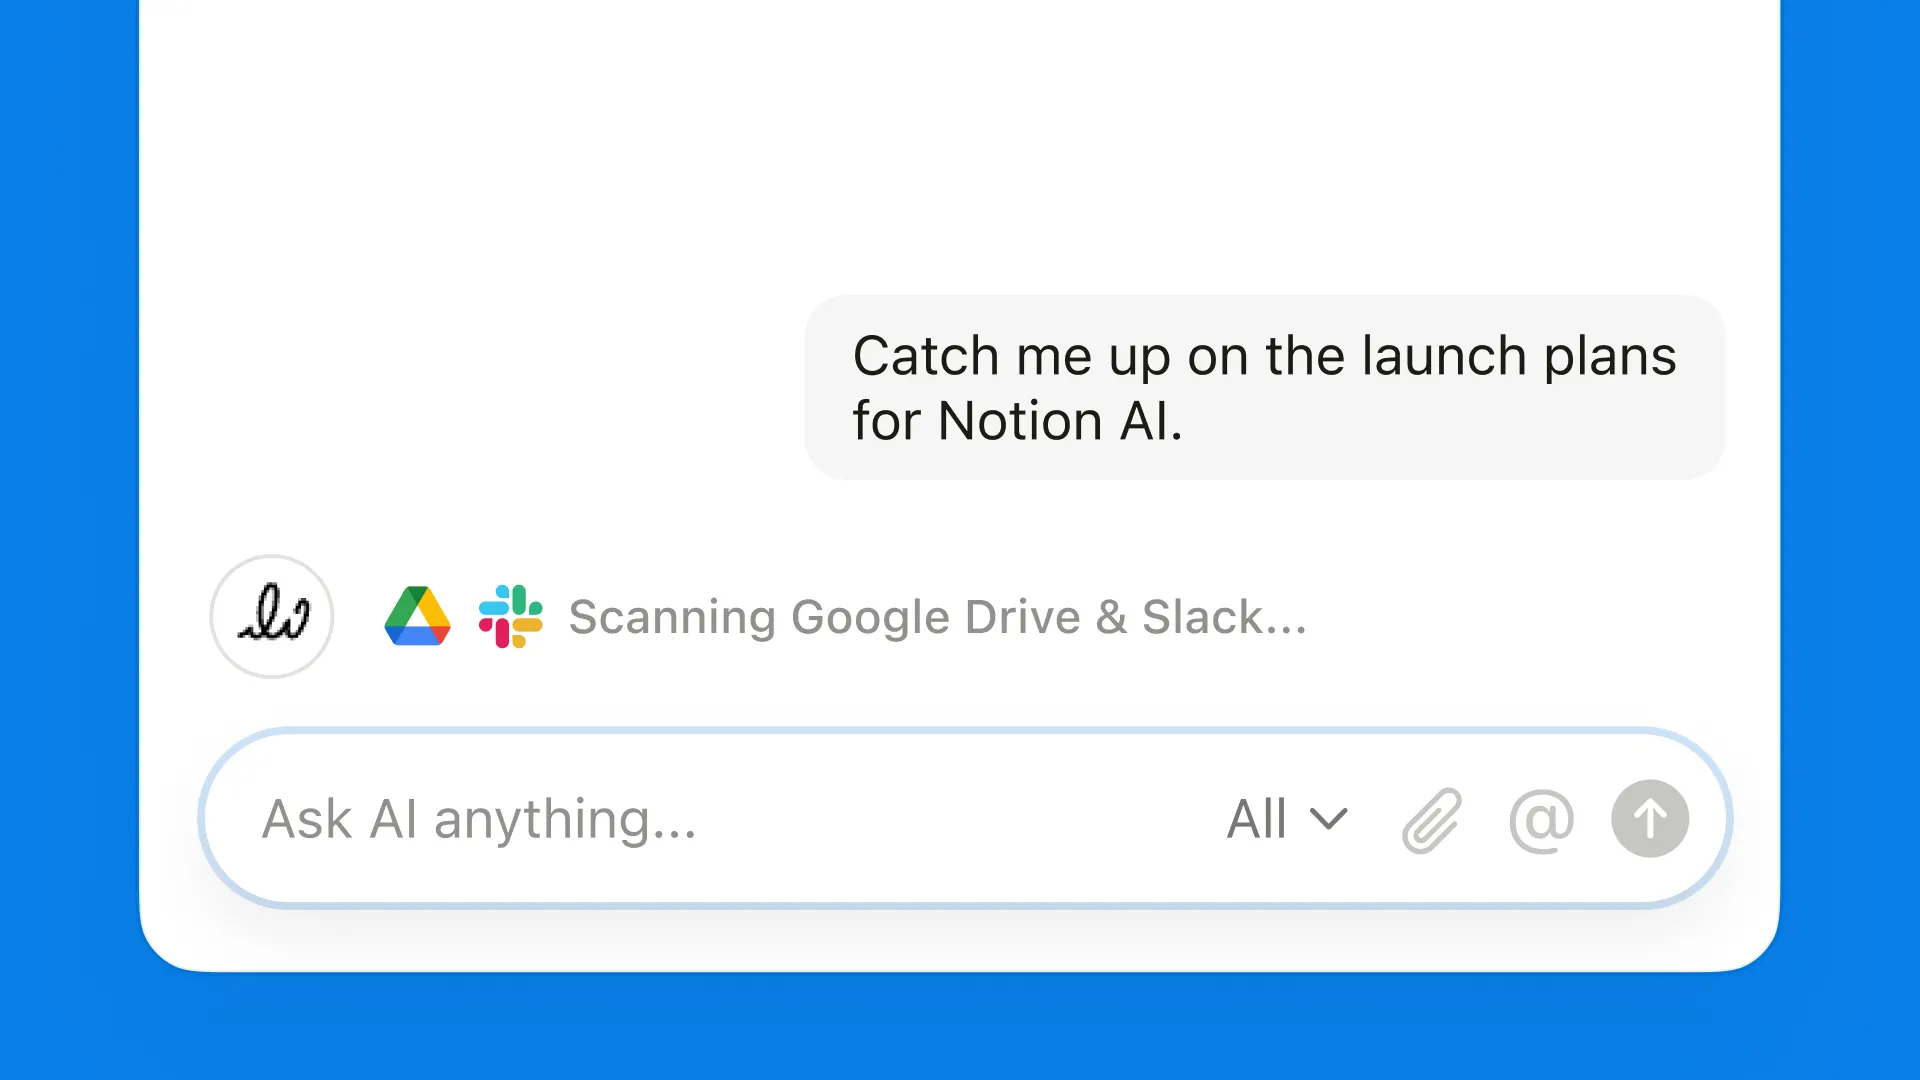 Catch me up on the launch plans
for Notion AI.
Scanning Google Drive & Slack...
Ask AI anything...
All
@